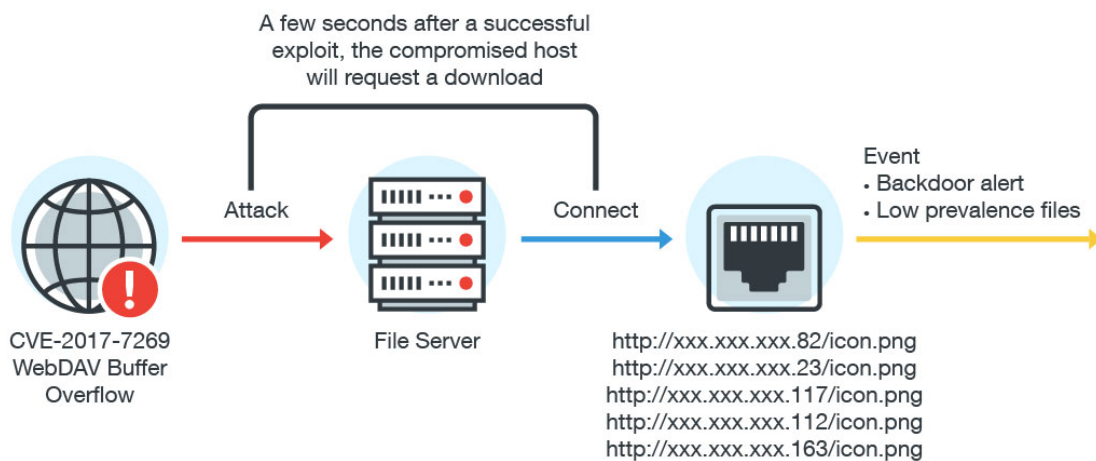 A few seconds after a successful
exploit, the compromised host
will request a download
Attack
Connect
Event
• Backdoor alert
• Low prevalence files
CVE-2017-7269
WebDAV Buffer
Overflow
File Server
http://xxx.xxx.xxx.82/icon.png
http://xxx.xxx.xxx.23/icon.png
http://xxx.xxx.xxx.117/icon.png
http://xxx.xxx.xxx.112/icon.png
http://xxx.xxx.xxx.163/icon.png